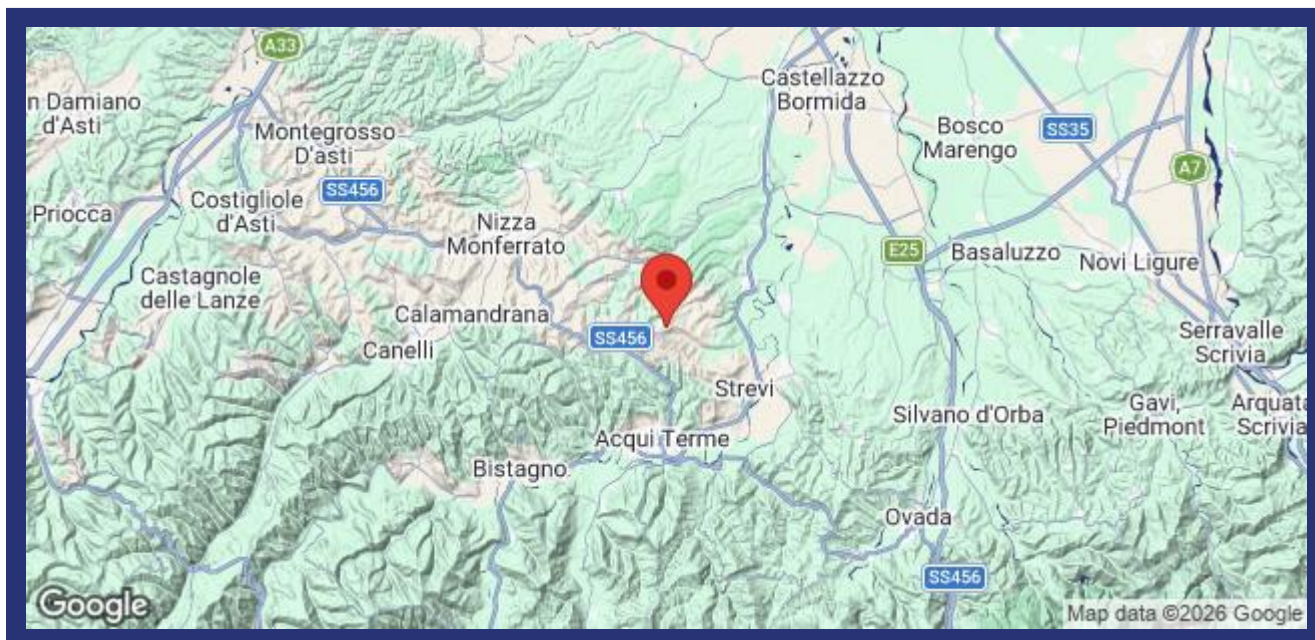 A33
Castellazzo
Bormida
n Damiano
d'Asti
Montegrosso
D'asti
Bosco
Marengo
SS35
A7
SS456
Costigliole
d'Asti
Priocca
Nizza
Monferrato
E25
Basaluzzo
Novi Ligure
Castagnole
delle Lanze
Calamandrana
SS456
Canelli
Serravalle
Scrivia
Strevi
Silvano d'Orba
Gavi,
Piedmont
Arquata
Scrivia
Acqui Terme
Bistagno
Ovada
SS456
Google
Map data ©2026 Google